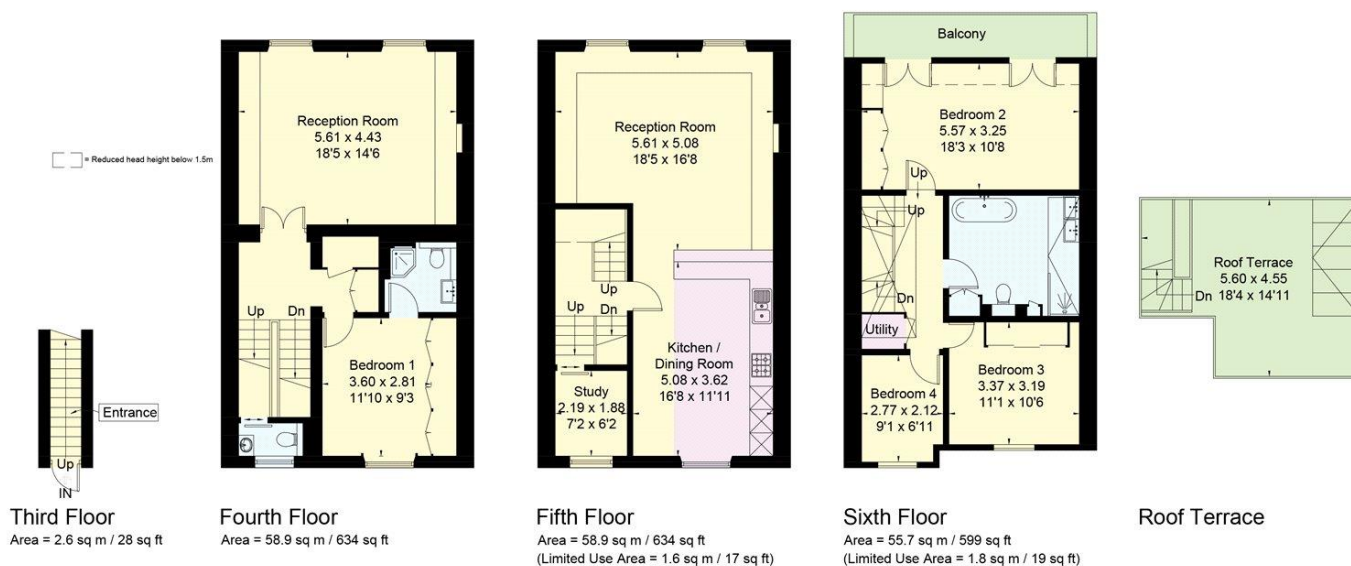 = Reduced head height below 1.5m
Up
Entrance
IN
Third Floor
Area = 2.6 sq m / 28 sq ft
Reception Room
5.61 x 4.43
18'5 x 14'6
Up
Dn
Bedroom 1
3.60 x 2.81
11'10 x 9'3
Fourth Floor
Area = 58.9 sq m / 634 sq ft
Reception Room
5.61 x 5.08
18'5 x 16'8
Up
Up
Dn
Kitchen /
Dining Room
5.08 x 3.62
16'8 x 11'11
Study
2.19 x 1.88
7'2 x 6'2
Fifth Floor
Area = 58.9 sq m / 634 sq ft
(Limited Use Area = 1.6 sq m / 17 sq ft)
Balcony
Bedroom 2
5.57 x 3.25
18'3 x 10'8
Up
Up
Dn
Utility
Bedroom 4
2.77 x 2.12
9'1 x 6'11
Bedroom 3
3.37 x 3.19
11'1 x 10'6
Sixth Floor
Area = 55.7 sq m / 599 sq ft
(Limited Use Area = 1.8 sq m / 19 sq ft)
Roof Terrace
5.60 x 4.55
18'4 x 14'11
Dn
Roof Terrace